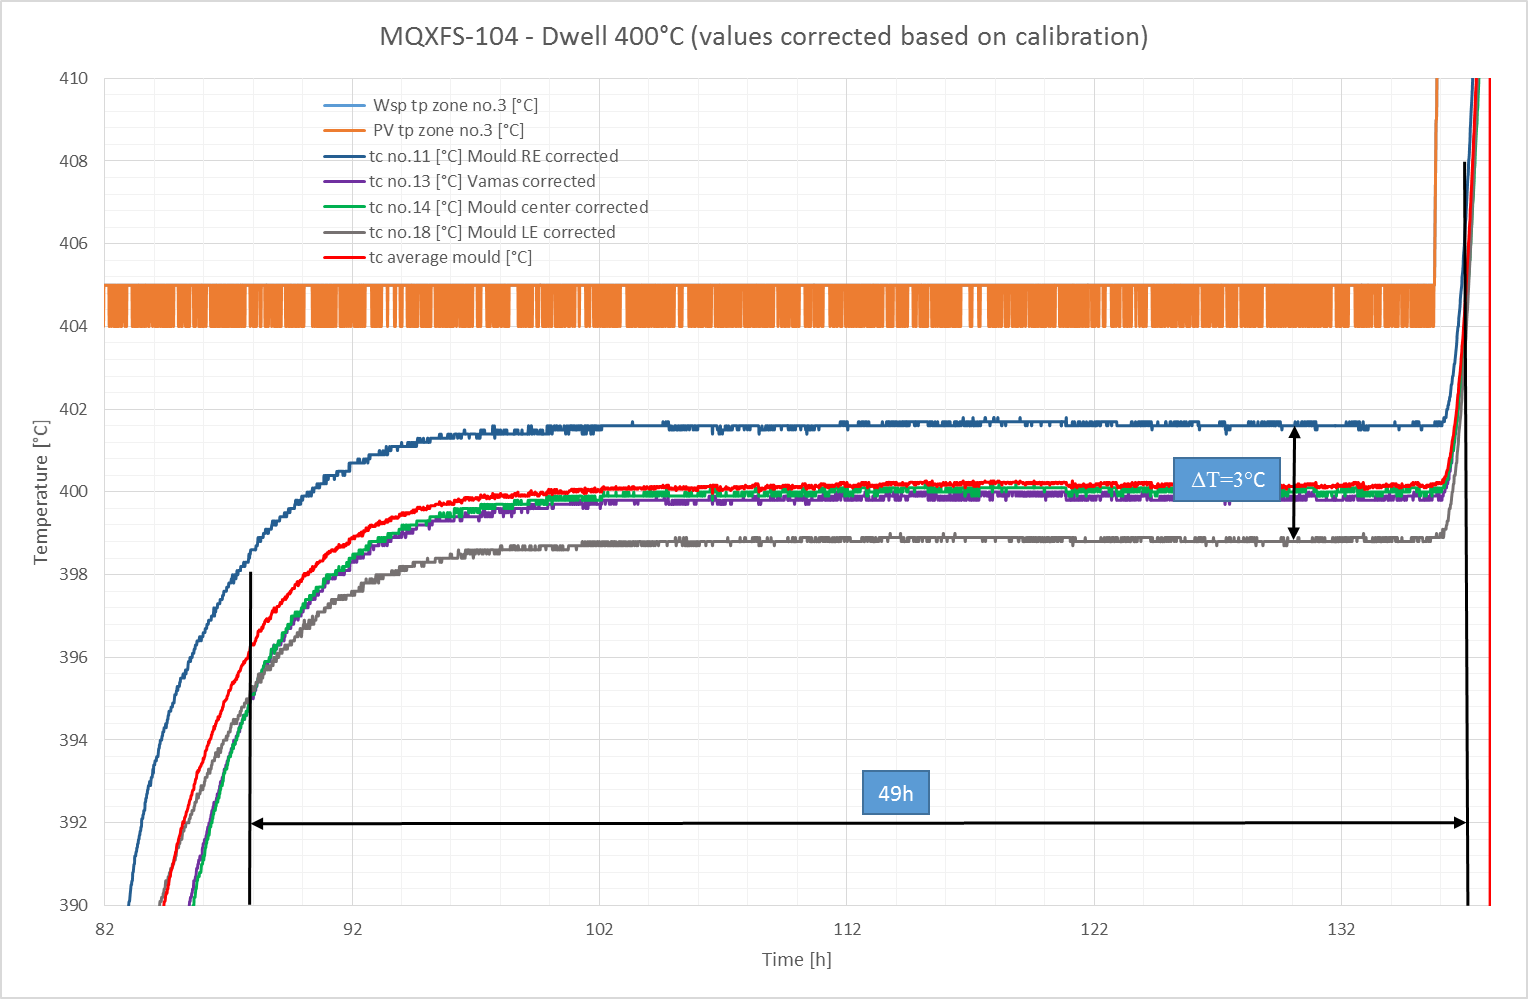 MQXFS-104 - Dwell 400°C (values corrected based on calibration)
410
408
406
404
402
400
398
396
394
392
390
Temperature [°C]
Wsp tp zone no.3 [°C]
PV tp zone no.3 [°C]
tc no.11 [°C] Mould RE corrected
tc no.13 [°C] Vamas corrected
tc no.14 [°C] Mould center corrected
tc no.18 [°C] Mould LE corrected
tc average mould [°C]
ΔT=3°C
49h
82 92 102 112 122 132
Time [h]